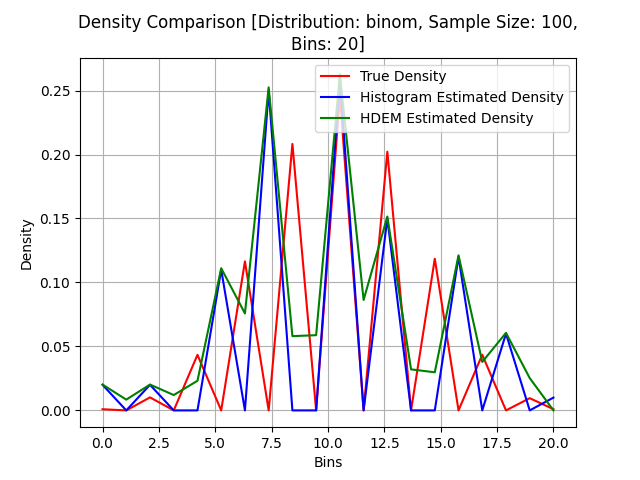 Density Comparison [Distribution: binom, Sample Size: 100,
Bins: 20]
True Density
Histogram Estimated Density
HDEM Estimated Density
Density
0.25
0.20
0.15
0.10
0.05
0.00
0.0 2.5 5.0 7.5 10.0 12.5 15.0 17.5 20.0
Bins